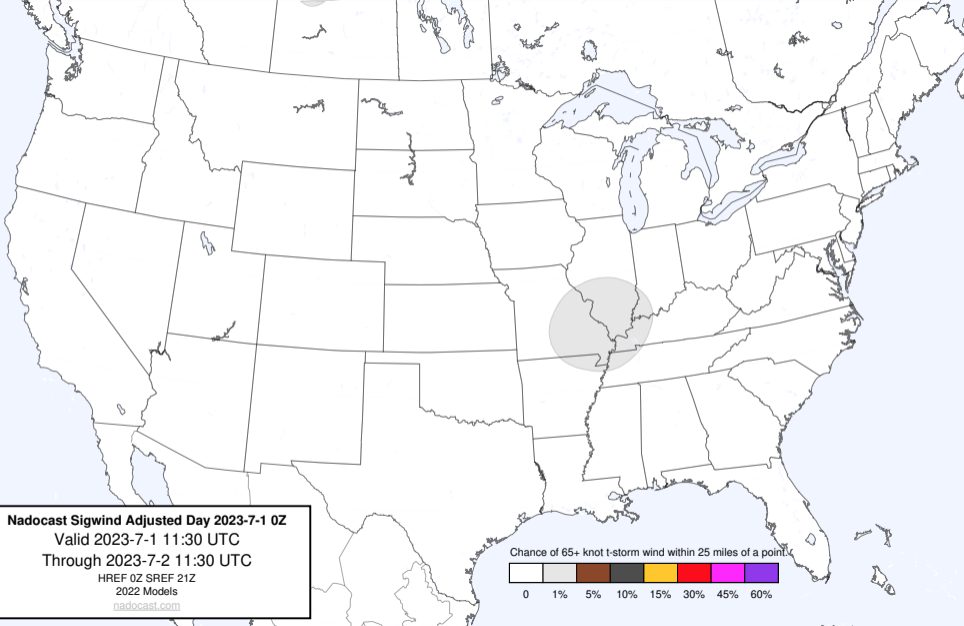 Nadocast Sigwind Adjusted Day 2023-7-1 0Z
Valid 2023-7-1 11:30 UTC
Through 2023-7-2 11:30 UTC
HREF 0Z SREF 21Z
2022 Models
nadocast.com
Chance of 65+ knot t-storm wind within 25 miles of a point.
0 1% 5% 10% 15% 30% 45% 60%